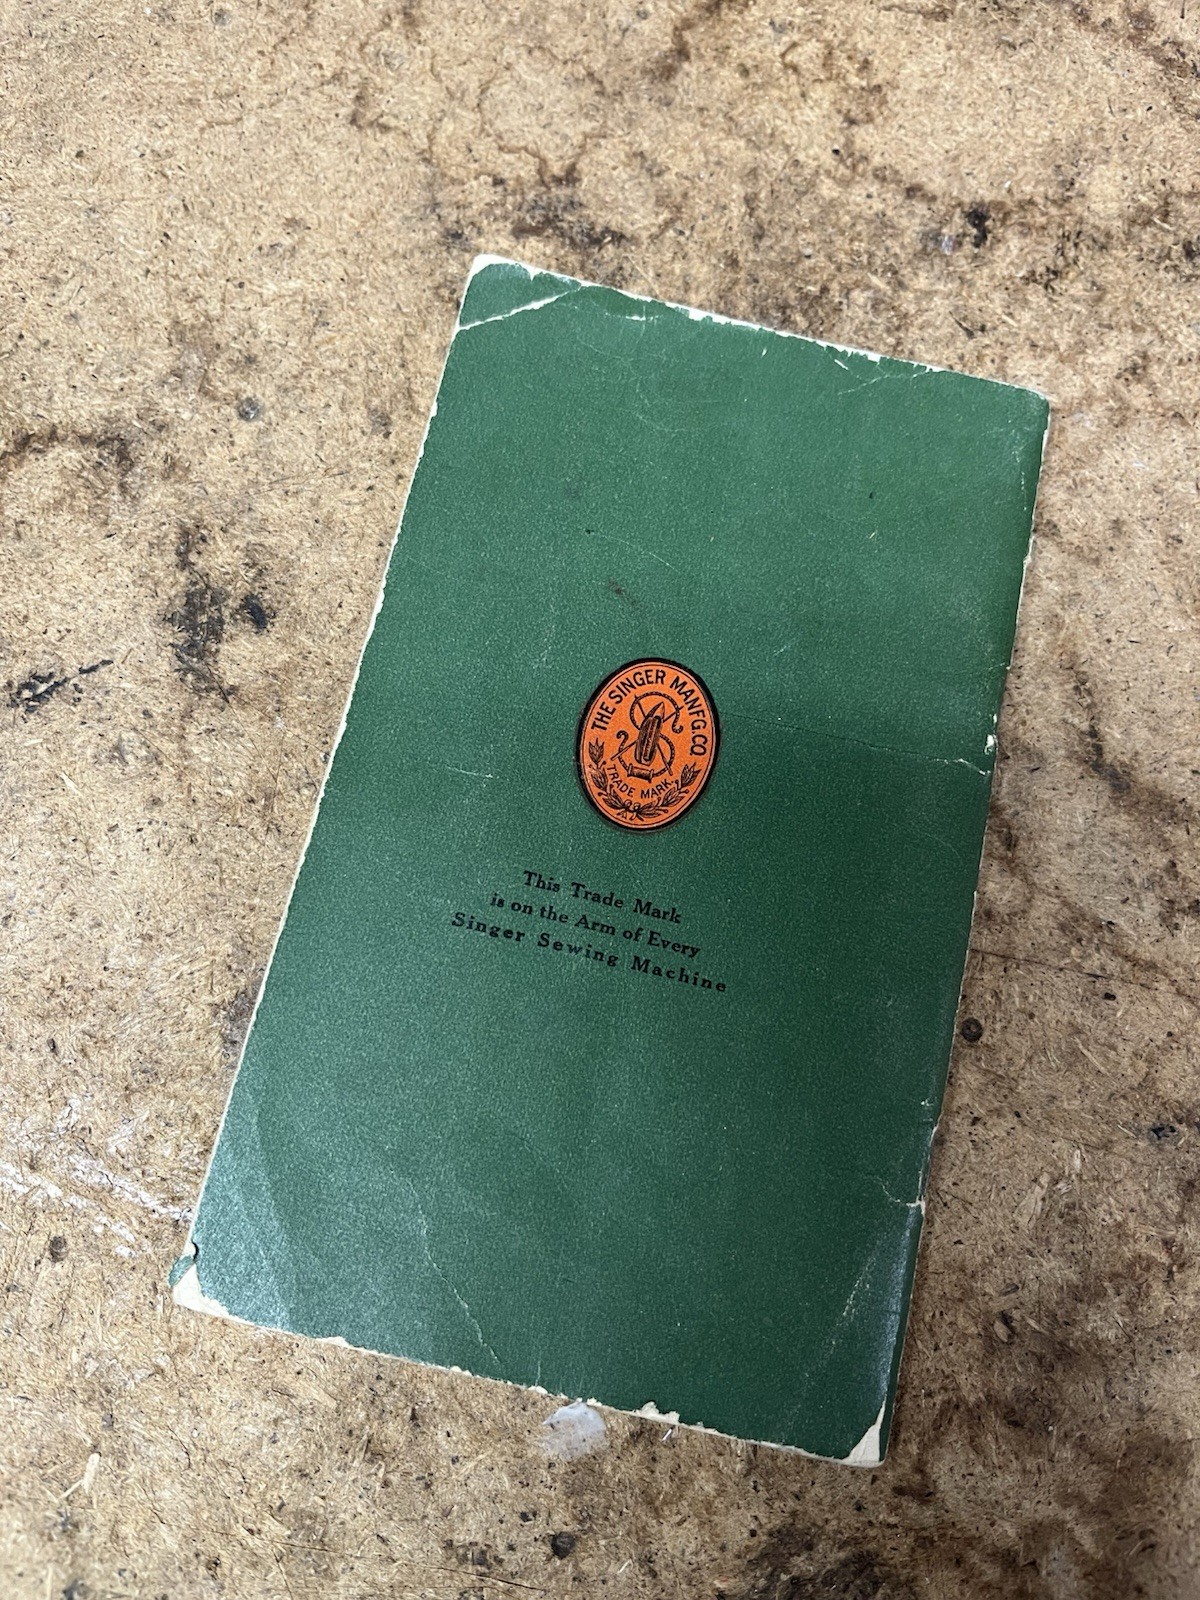 THE SINGER MANFG. CO.
TRADE MARK.
This Trade Mark
is on the Arm of Every
Singer Sewing Machine